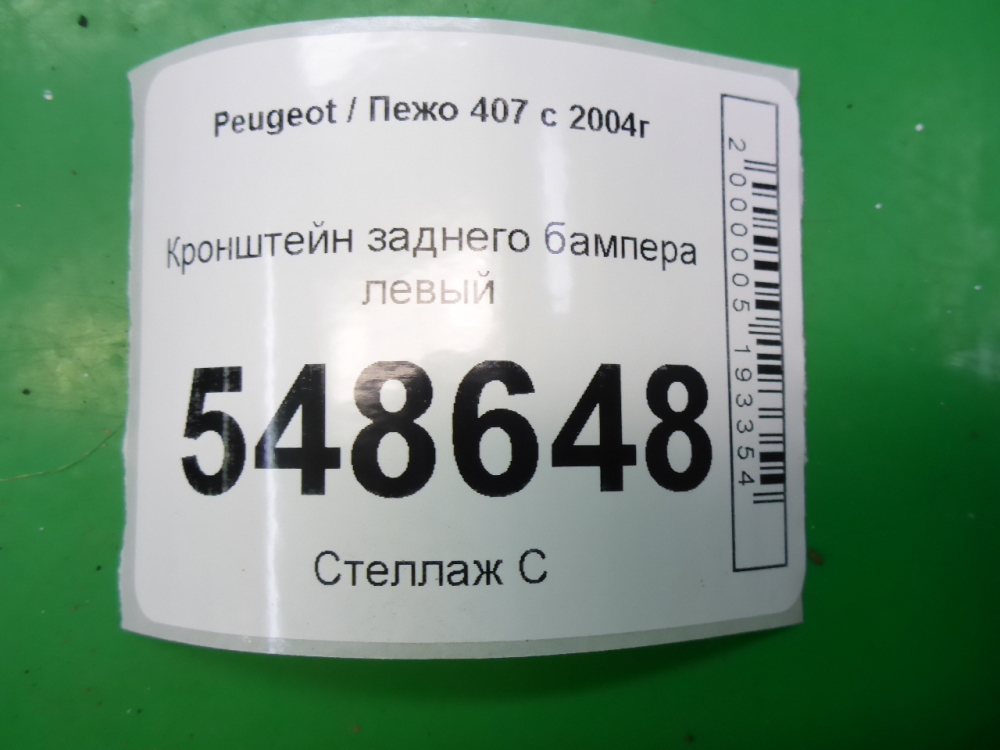 Peugeot / Пежо 407 с 2004г
Кронштейн заднего бампера
левый
548648
Стеллаж С
2000005193354